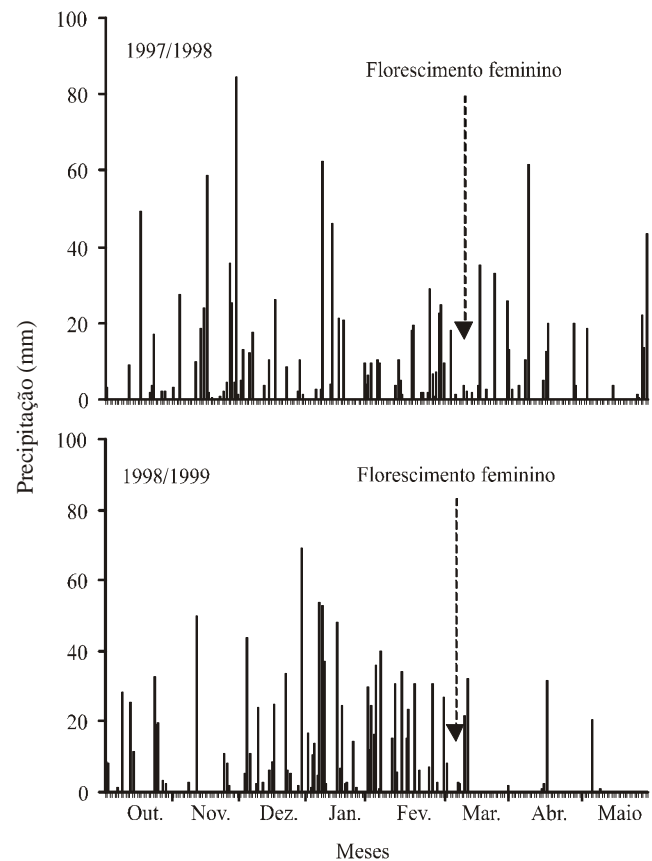 100
1997/1998
Florescimento feminino
80
60
40
20
0
Precipitação (mm)
100
1998/1999
Florescimento feminino
80
60
40
20
0
Out. Nov. Dez. Jan. Fev. Mar. Abr. Maio
Meses